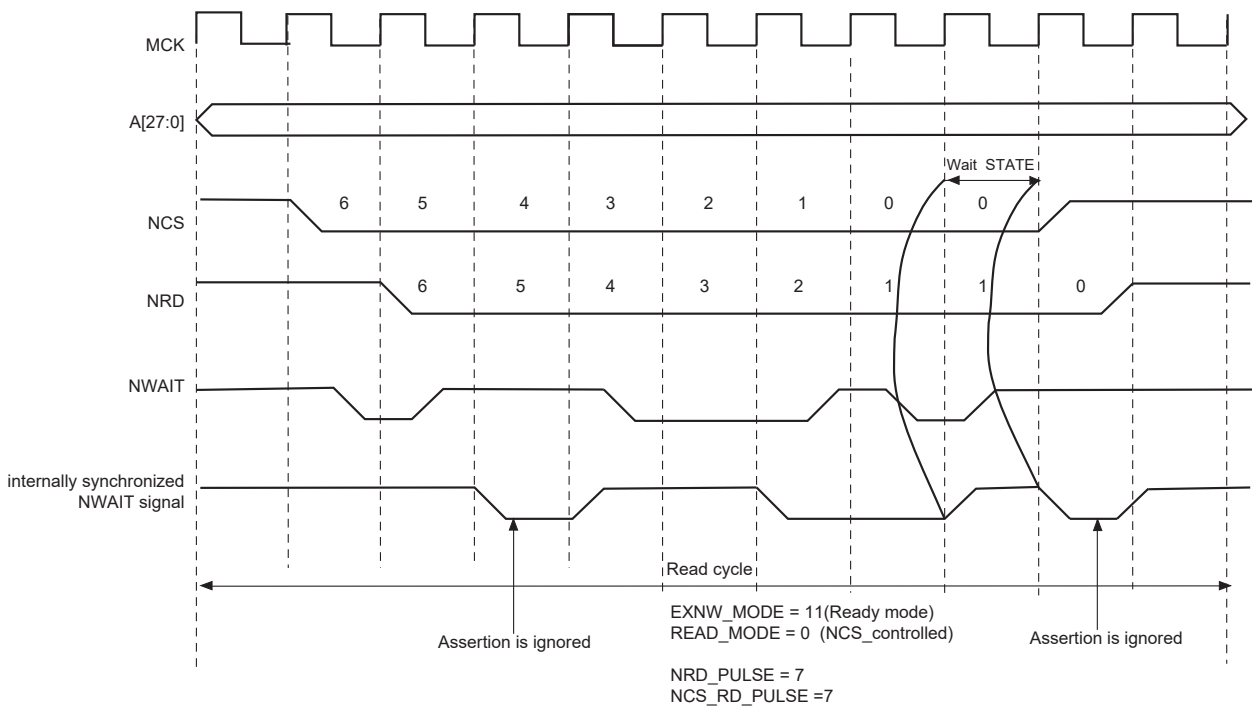 MCK
A[27:0]
Wait STATE
NCS
6 5 4 3 2 1 0 0
NRD
6 5 4 3 2 1 1 0
NWAIT
internally synchronized
NWAIT signal
Read cycle
Assertion is ignored
EXNW_MODE = 11(Ready mode)
READ_MODE = 0 (NCS_controlled)
Assertion is ignored
NRD_PULSE = 7
NCS_RD_PULSE =7